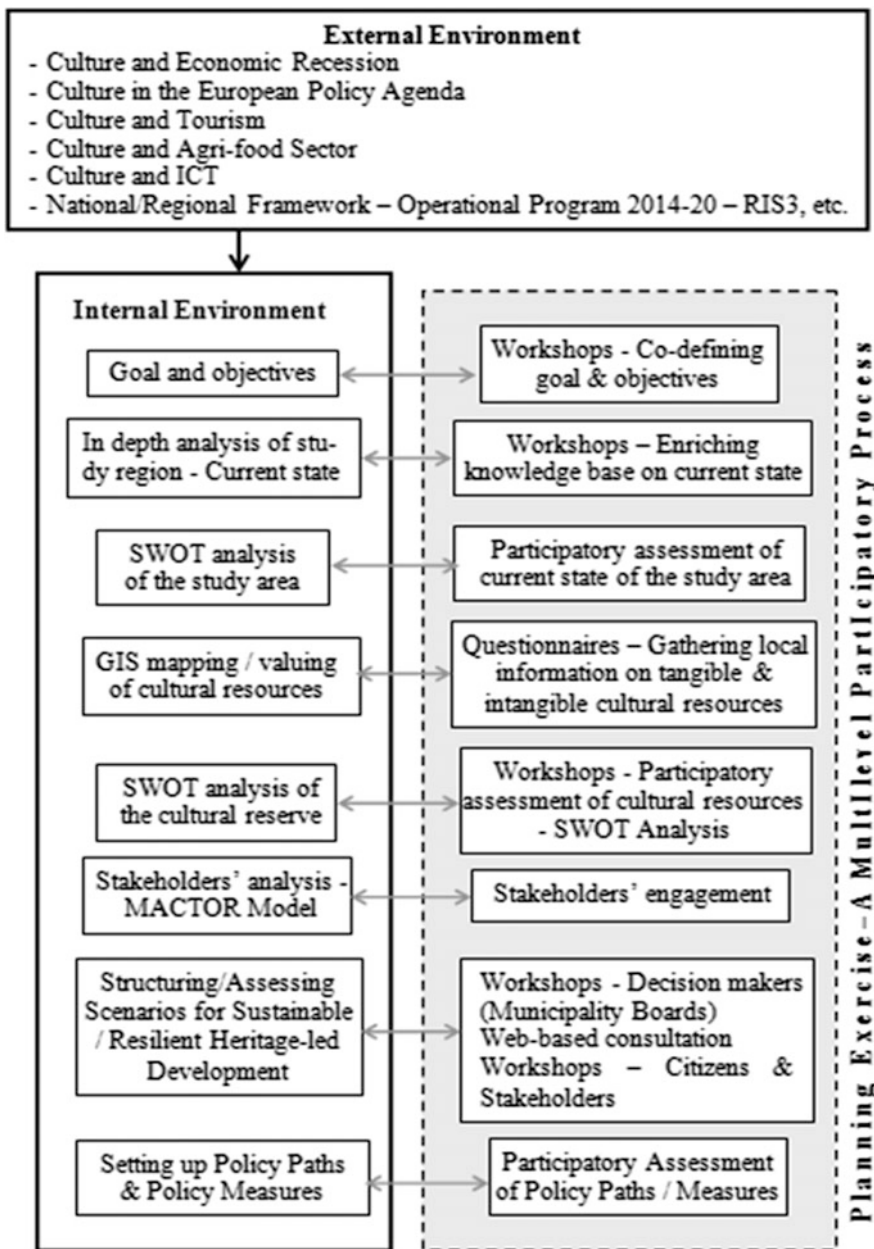 External Environment
- Culture and Economic Recession
- Culture in the European Policy Agenda
- Culture and Tourism
- Culture and Agri-food Sector
- Culture and ICT
- National/Regional Framework – Operational Program 2014-20 – RIS3, etc.
Internal Environment
Goal and objectives
Workshops - Co-defining
goal & objectives
In depth analysis of stu-
dy region - Current state
Workshops – Enriching
knowledge base on current state
SWOT analysis
of the study area
Participatory assessment of
current state of the study area
GIS mapping / valuing
of cultural resources
Questionnaires – Gathering local
information on tangible &
intangible cultural resources
SWOT analysis of
the cultural reserve
Workshops - Participatory
assessment of cultural resources
- SWOT Analysis
Stakeholders’ analysis -
MACTOR Model
Stakeholders’ engagement
Structuring/Assessing
Scenarios for Sustainable
/ Resilient Heritage-led
Development
Workshops - Decision makers
(Municipality Boards)
Web-based consultation
Workshops – Citizens &
Stakeholders
Setting up Policy Paths
& Policy Measures
Participatory Assessment
of Policy Paths / Measures
Planning Exercise – A Multilevel Participatory Process